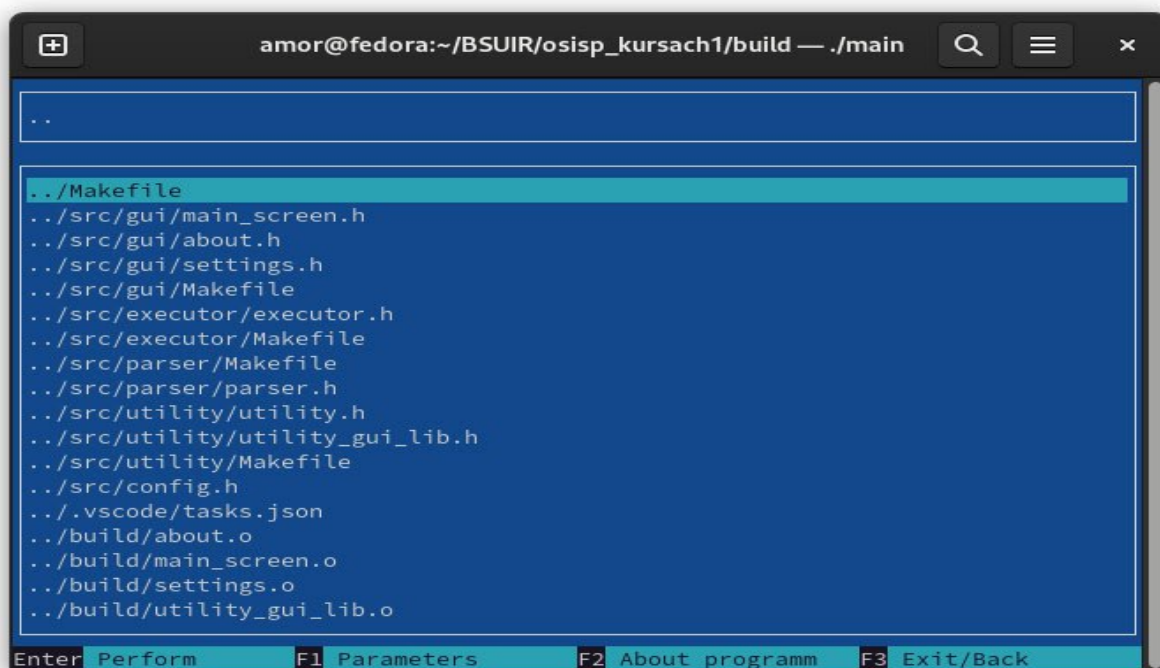 amor@fedora:~/BSUIR/osisp_kursach1/build — ./main
..
../Makefile
../src/gui/main_screen.h
../src/gui/about.h
../src/gui/settings.h
../src/gui/Makefile
../src/executor/executor.h
../src/executor/Makefile
../src/parser/Makefile
../src/parser/parser.h
../src/utility/utility.h
../src/utility/utility_gui_lib.h
../src/utility/Makefile
../src/config.h
../.vscode/tasks.json
../build/about.o
../build/main_screen.o
../build/settings.o
../build/utility_gui_lib.o
Enter Perform F1 Parameters F2 About programm F3 Exit/Back